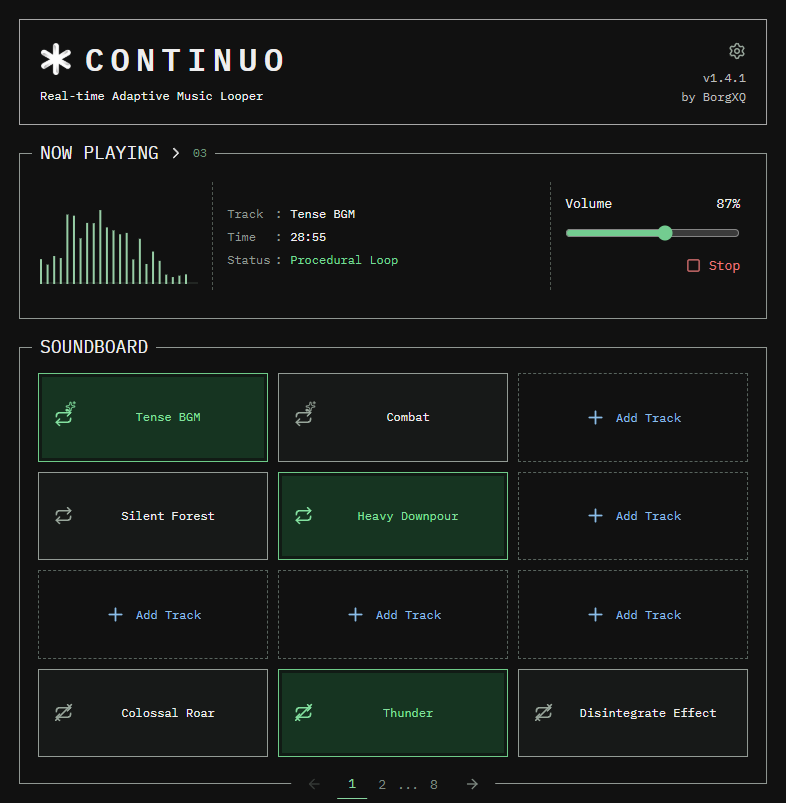 CONTINUO
Real-time Adaptive Music Looper
v1.4.1
by BorgXQ
NOW PLAYING > 03
Track : Tense BGM
Time : 28:55
Status : Procedural Loop
Volume 87%
Stop
SOUNDBOARD
Tense BGM
Combat
Add Track
Silent Forest
Heavy Downpour
Add Track
Add Track
Add Track
Add Track
Colossal Roar
Thunder
Disintegrate Effect
1 2 ... 8